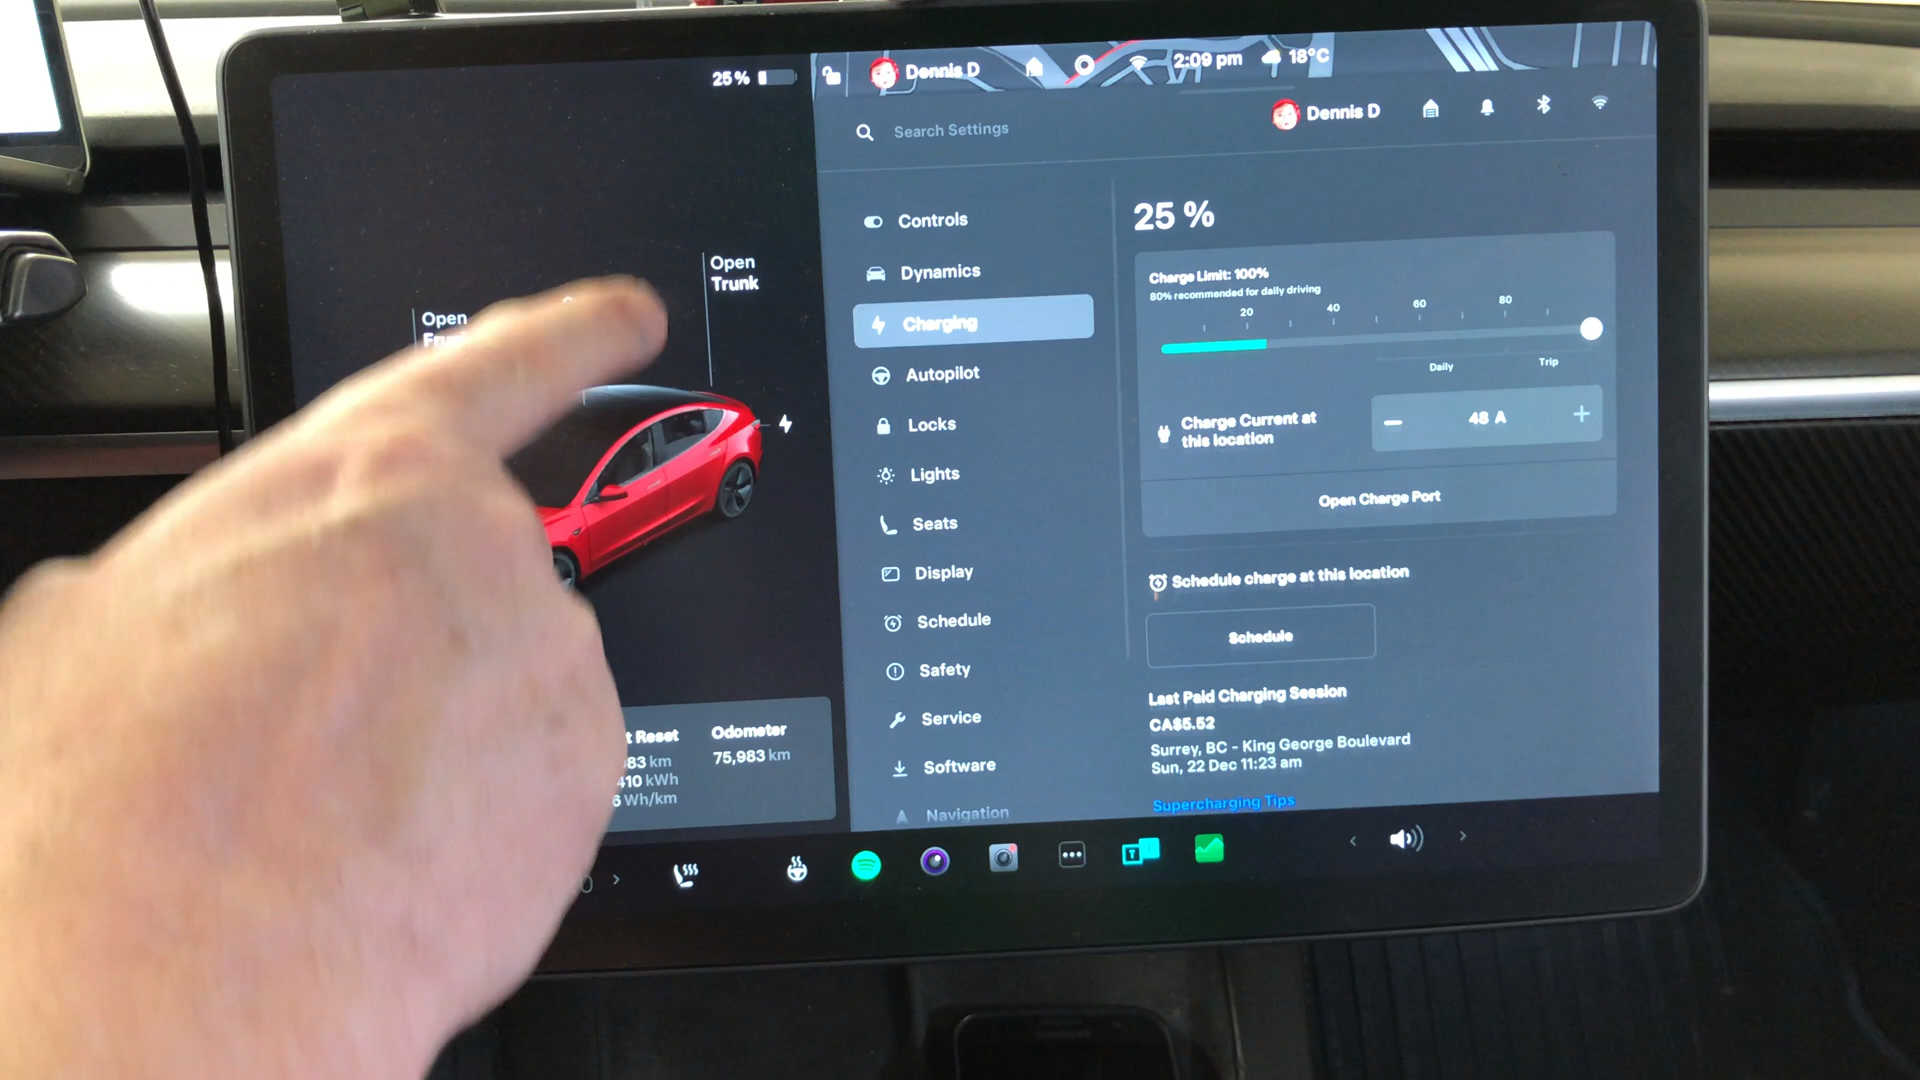 25 %
Dennis D
2:09 pm
18°C
Search Settings
Dennis D
Open
Trunk
Open
Controls
Dynamics
Charging
Autopilot
Locks
Lights
Seats
Display
Schedule
Safety
Service
Software
Navigation
25 %
Charge Limit: 100%
80% recommended for daily driving
20 40 60 80
Daily Trip
Charge Current at
this location
48 A
Open Charge Port
Schedule charge at this location
Schedule
Last Paid Charging Session
CA$5.52
Surrey, BC - King George Boulevard
Sun, 22 Dec 11:23 am
Supercharging Tips
t Reset
83 km
410 kWh
6 Wh/km
Odometer
75,983 km